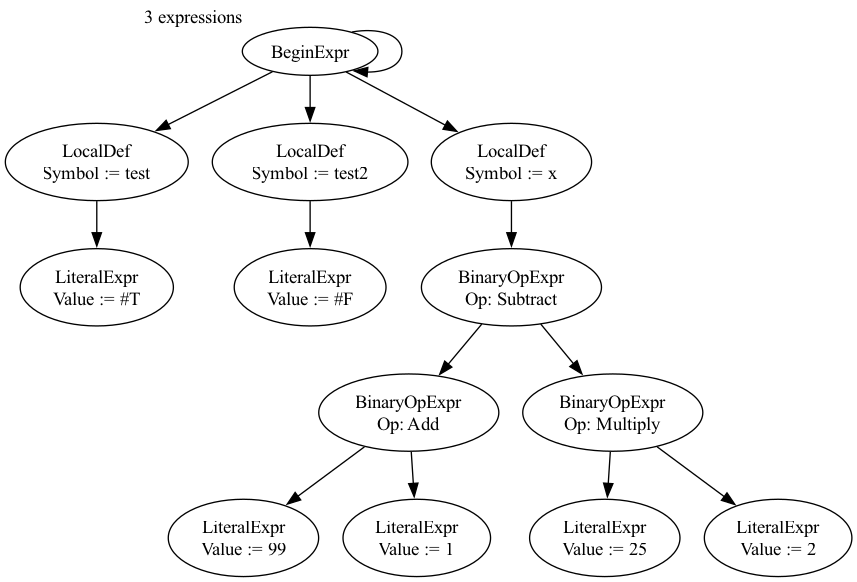 3 expressions
BeginExpr
LocalDef
Symbol := test
LocalDef
Symbol := test2
LocalDef
Symbol := x
LiteralExpr
Value := #T
LiteralExpr
Value := #F
BinaryOpExpr
Op: Subtract
BinaryOpExpr
Op: Add
BinaryOpExpr
Op: Multiply
LiteralExpr
Value := 99
LiteralExpr
Value := 1
LiteralExpr
Value := 25
LiteralExpr
Value := 2